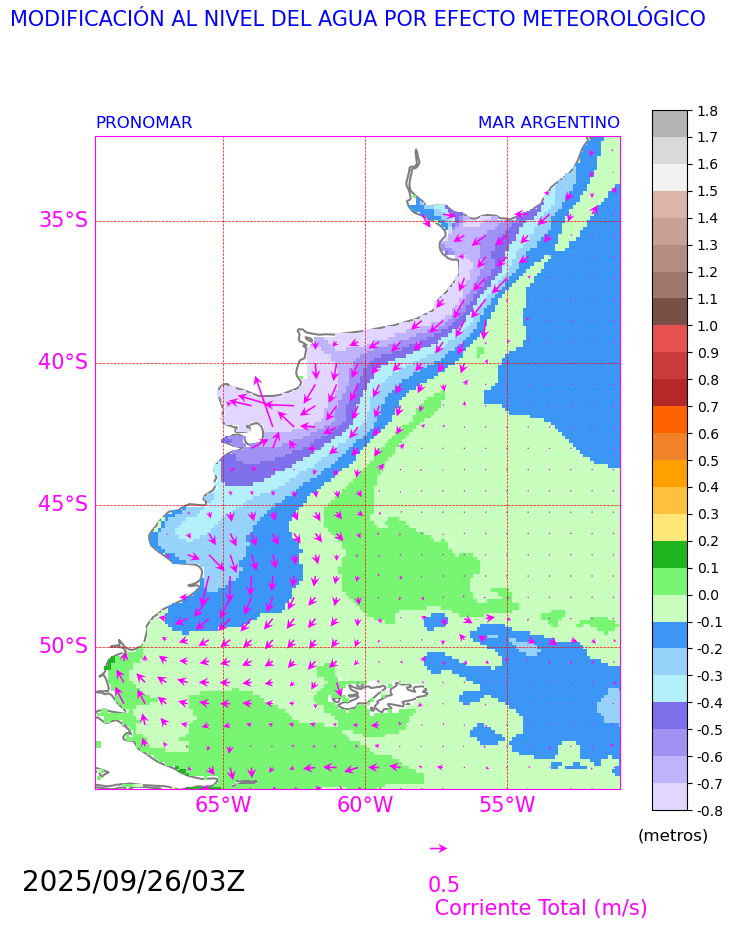 MODIFICACIÓN AL NIVEL DEL AGUA POR EFECTO METEOROLÓGICO
PRONOMAR MAR ARGENTINO
1.8
1.7
1.6
1.5
1.4
1.3
1.2
1.1
1.0
0.9
0.8
0.7
0.6
0.5
0.4
0.3
0.2
0.1
0.0
-0.1
-0.2
-0.3
-0.4
-0.5
-0.6
-0.7
-0.8
(metros)
35°S
40°S
45°S
50°S
65°W 60°W 55°W
2025/09/26/03Z
0.5
Corriente Total (m/s)